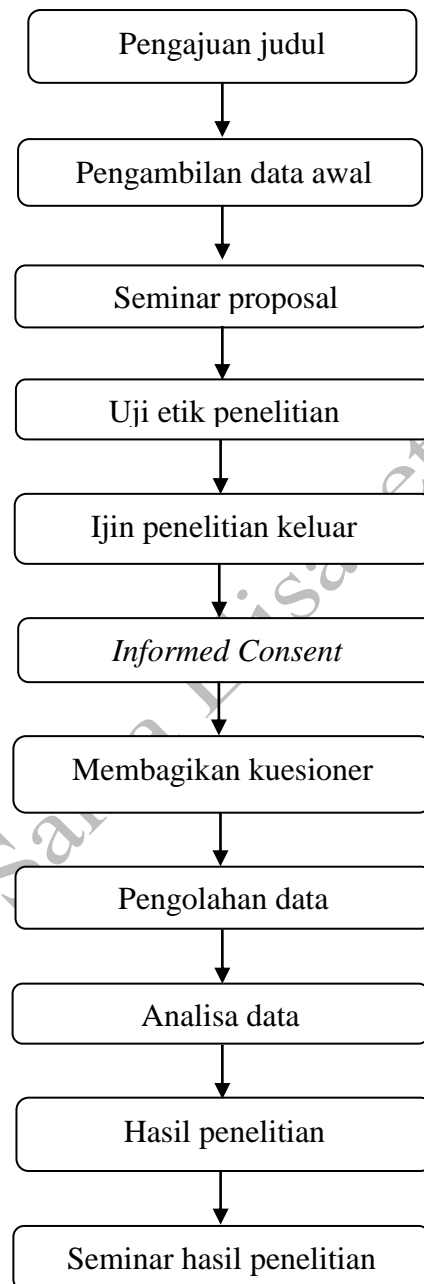 Pengajuan judul
Pengambilan data awal
Seminar proposal
Uji etik penelitian
Ijin penelitian keluar
Informed Consent
Membagikan kuesioner
Pengolahan data
Analisa data
Hasil penelitian
Seminar hasil penelitian